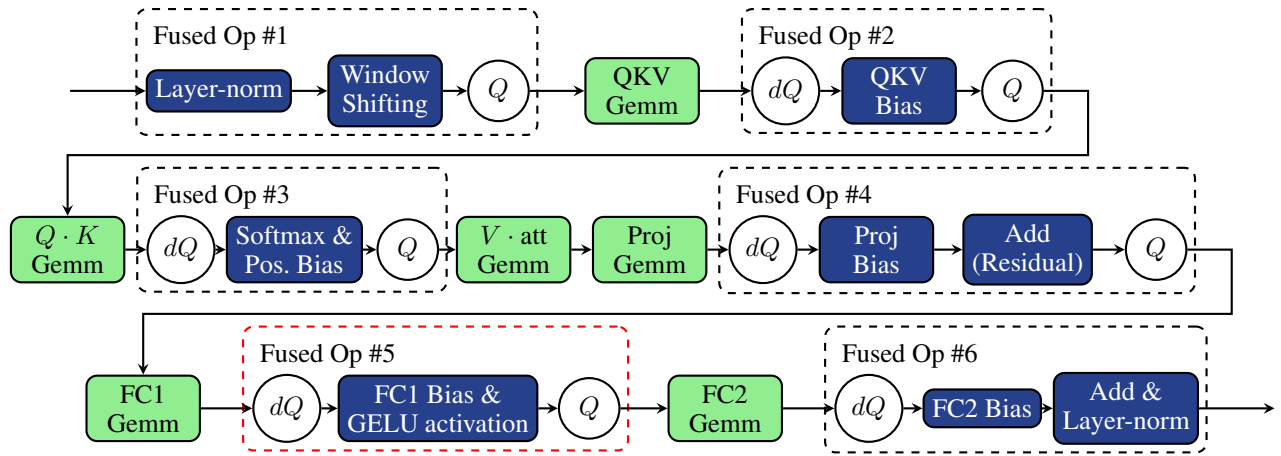 Fused Op #1
Layer-norm
Window
Shifting
Q
QKV
Gemm
Fused Op #2
dQ
QKV
Bias
Q
Q · K
Gemm
Fused Op #3
dQ
Softmax &
Pos. Bias
Q
V · att
Gemm
Proj
Gemm
Fused Op #4
dQ
Proj
Bias
Add
(Residual)
Q
FC1
Gemm
Fused Op #5
dQ
FC1 Bias &
GELU activation
Q
FC2
Gemm
Fused Op #6
dQ
FC2 Bias
Add &
Layer-norm